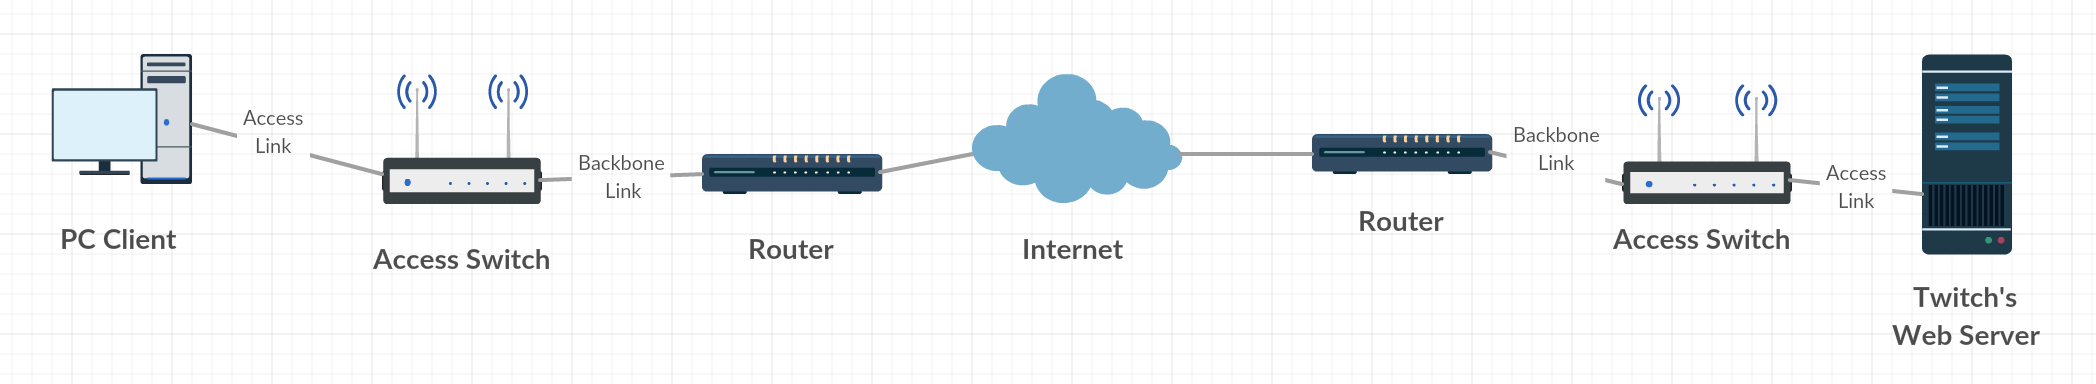 Access
Link
PC Client
Access Switch
Backbone
Link
Router
Internet
Router
Backbone
Link
Access Switch
Access
Link
Twitch's
Web Server